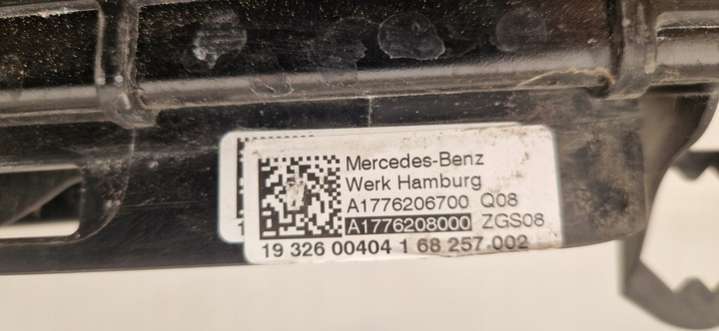 Mercedes-Benz
Werk Hamburg
A1776206700 Q08
A1776208000 ZGS08
19 326 00404 1 68 257 002